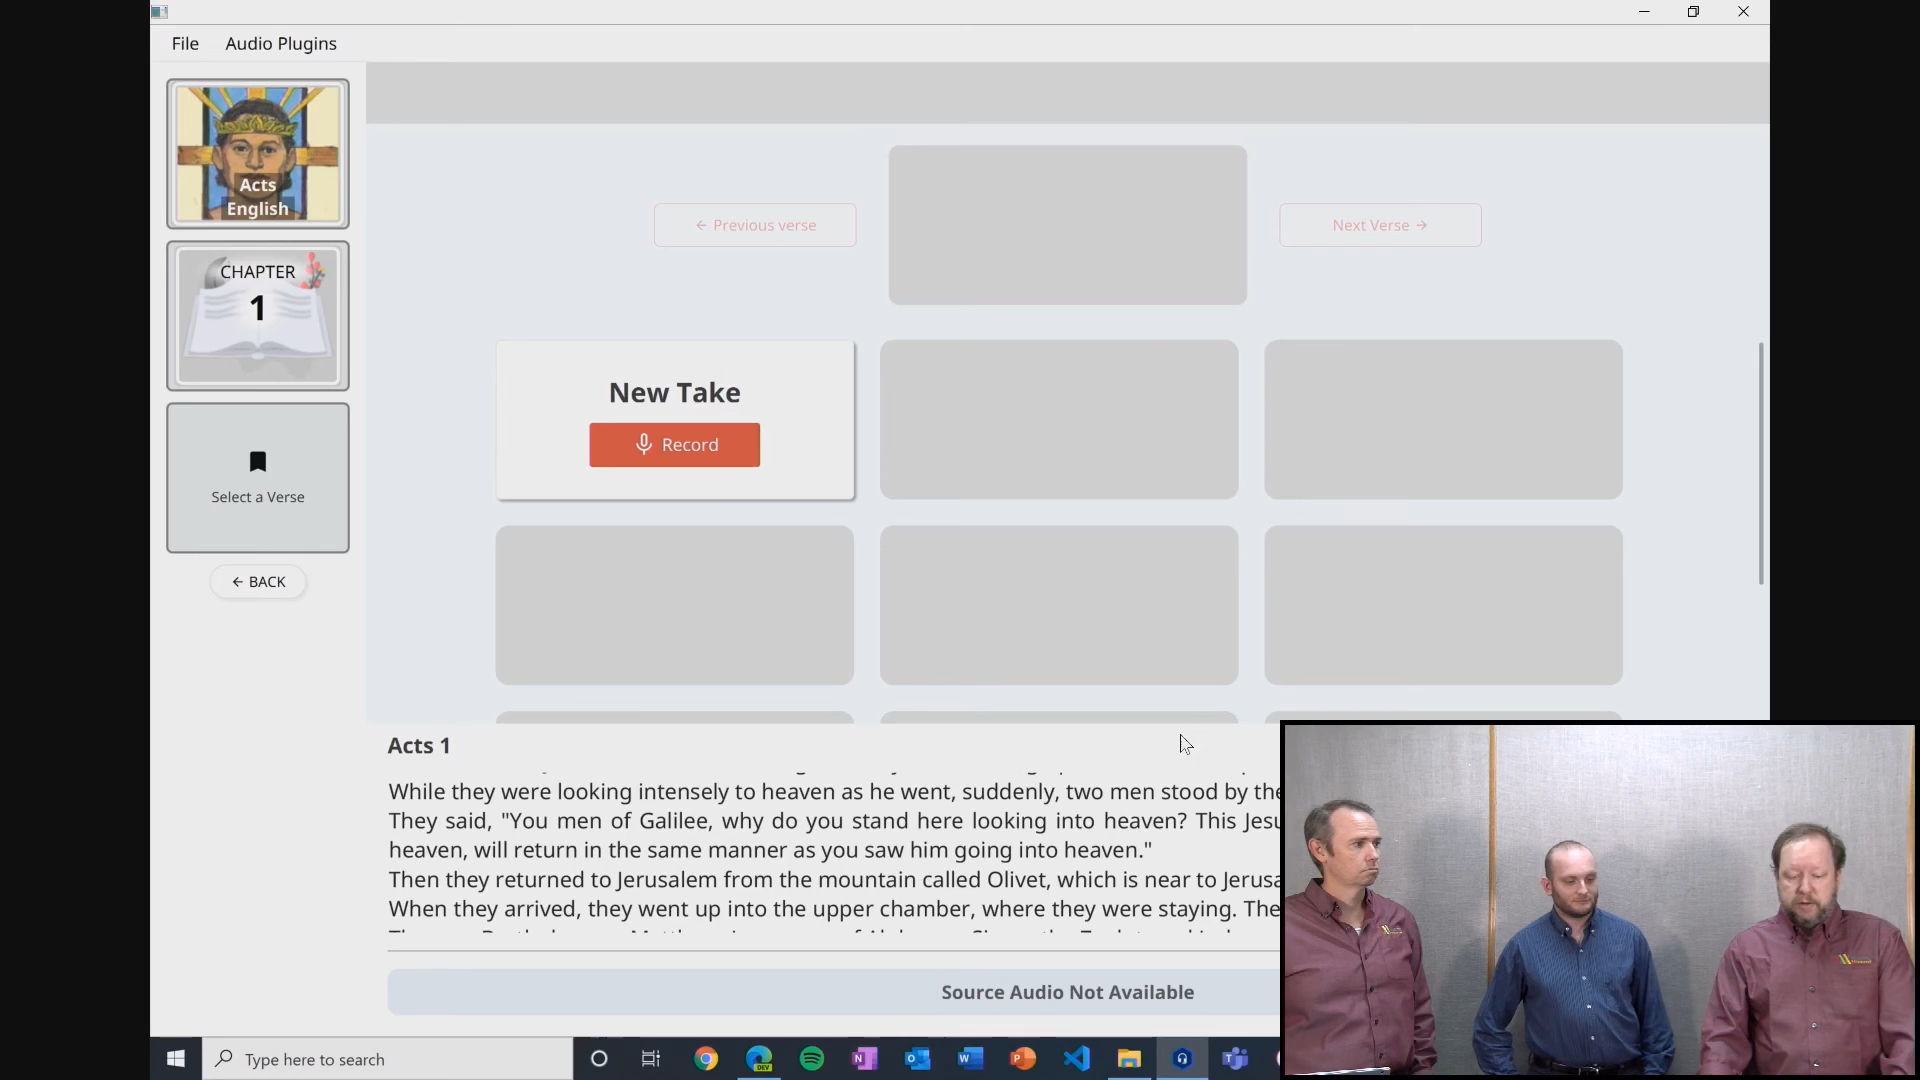 File Audio Plugins
Acts
English
CHAPTER
1
Select a Verse
← BACK
← Previous verse
Next Verse →
New Take
Record
Acts 1
While they were looking intensely to heaven as he went, suddenly, two men stood by the
They said, "You men of Galilee, why do you stand here looking into heaven? This Jesu
heaven, will return in the same manner as you saw him going into heaven."
Then they returned to Jerusalem from the mountain called Olivet, which is near to Jerusa
When they arrived, they went up into the upper chamber, where they were staying. The
Source Audio Not Available
Type here to search